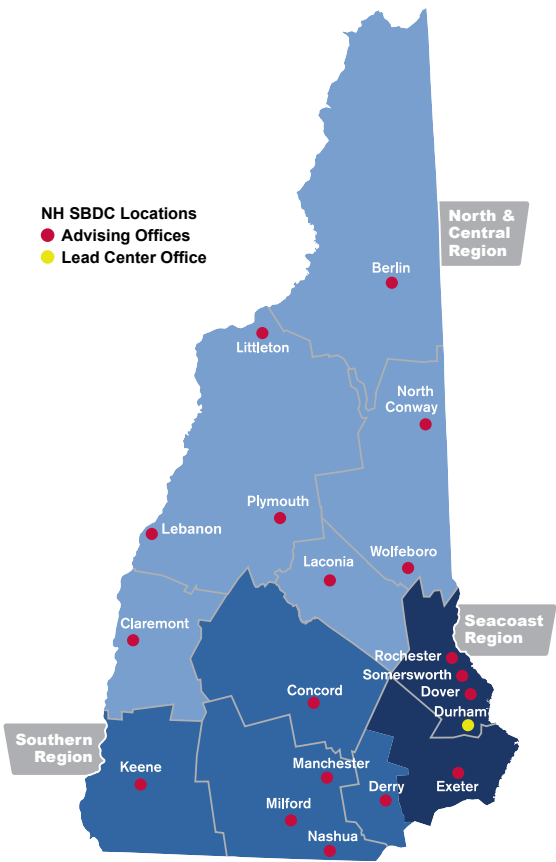 NH SBDC Locations
Advising Offices
Lead Center Office
North &
Central
Region
Berlin
Littleton
North
Conway
Plymouth
Lebanon
Laconia
Wolfeboro
Claremont
Seacoast
Region
Rochester
Somersworth
Dover
Durham
Concord
Southern
Region
Keene
Manchester
Derry
Exeter
Milford
Nashua